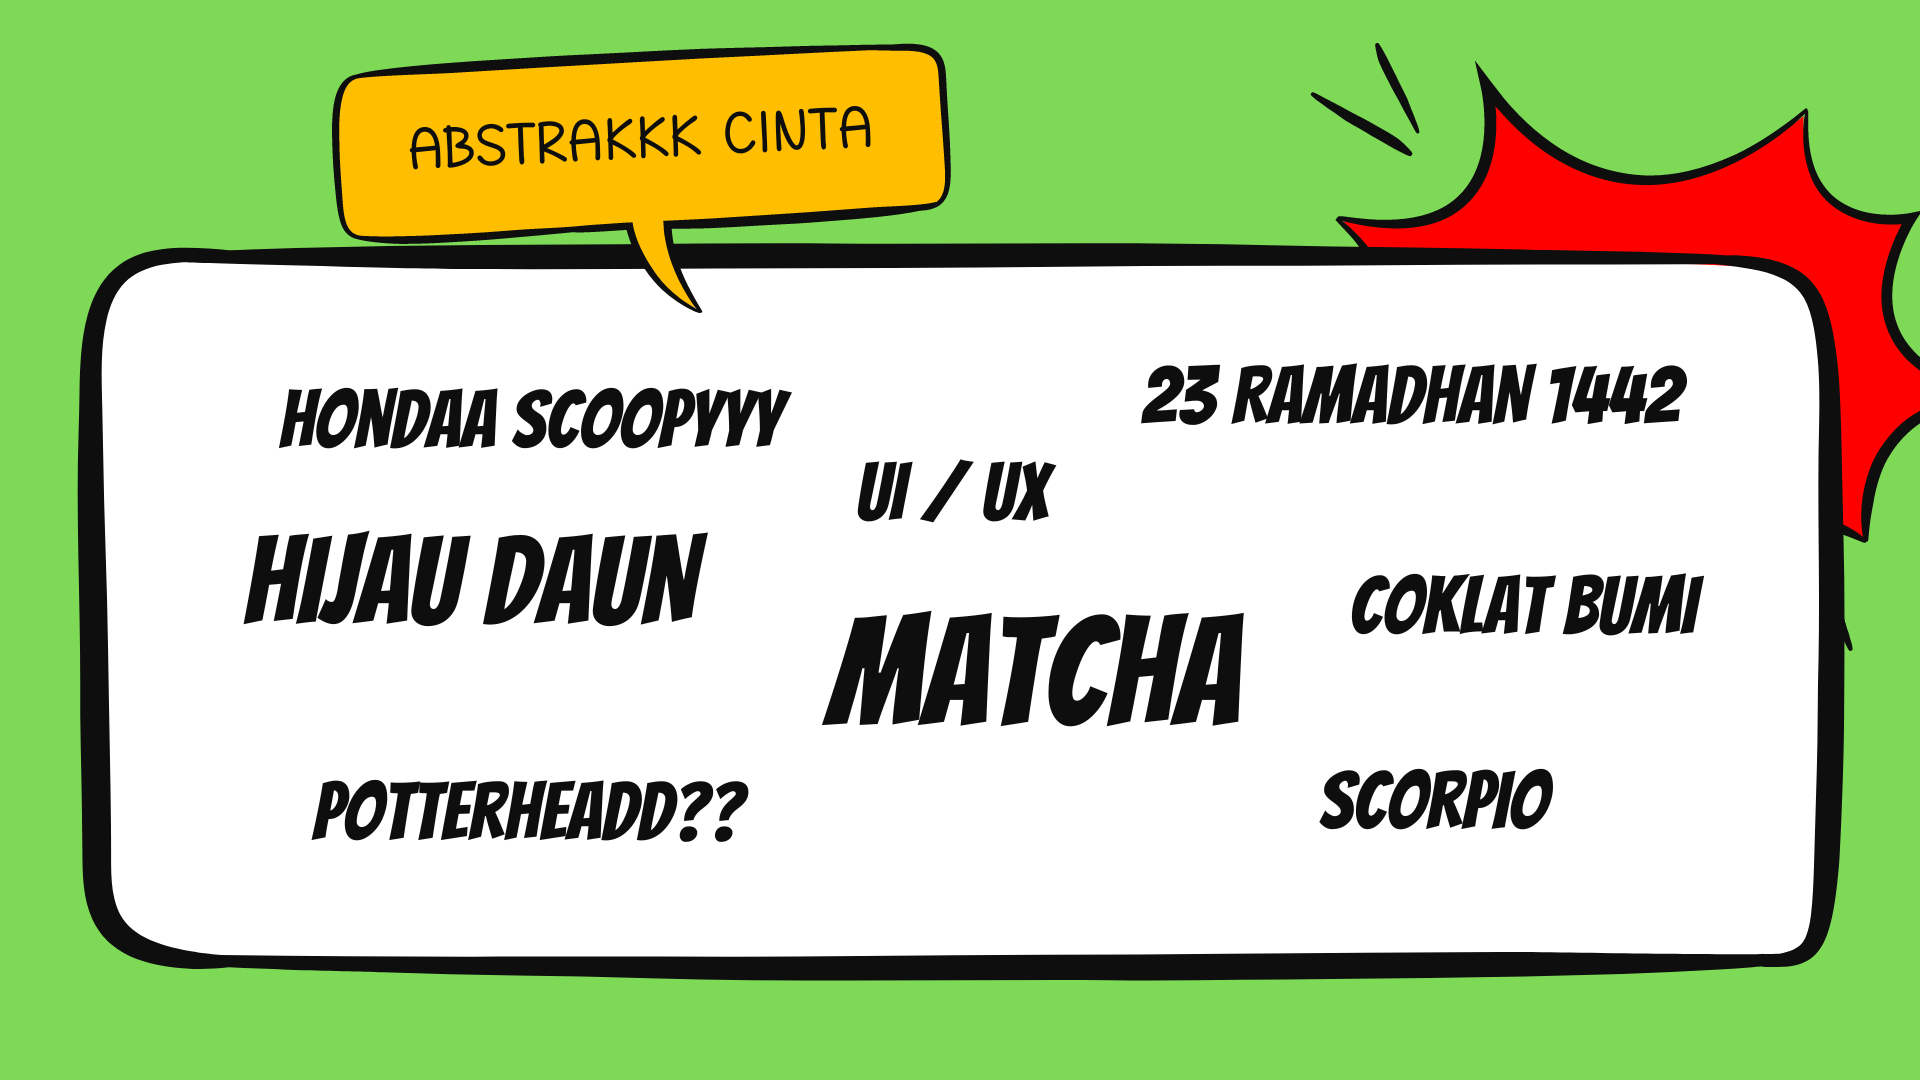 ABSTRAKKK CINTA
HONDAA SCOOPYYY
23 RAMADHAN 1442
UI / UX
HIJAU DAUN
COKLAT BUMI
MATCHA
POTTERHEADD??
SCORPIO